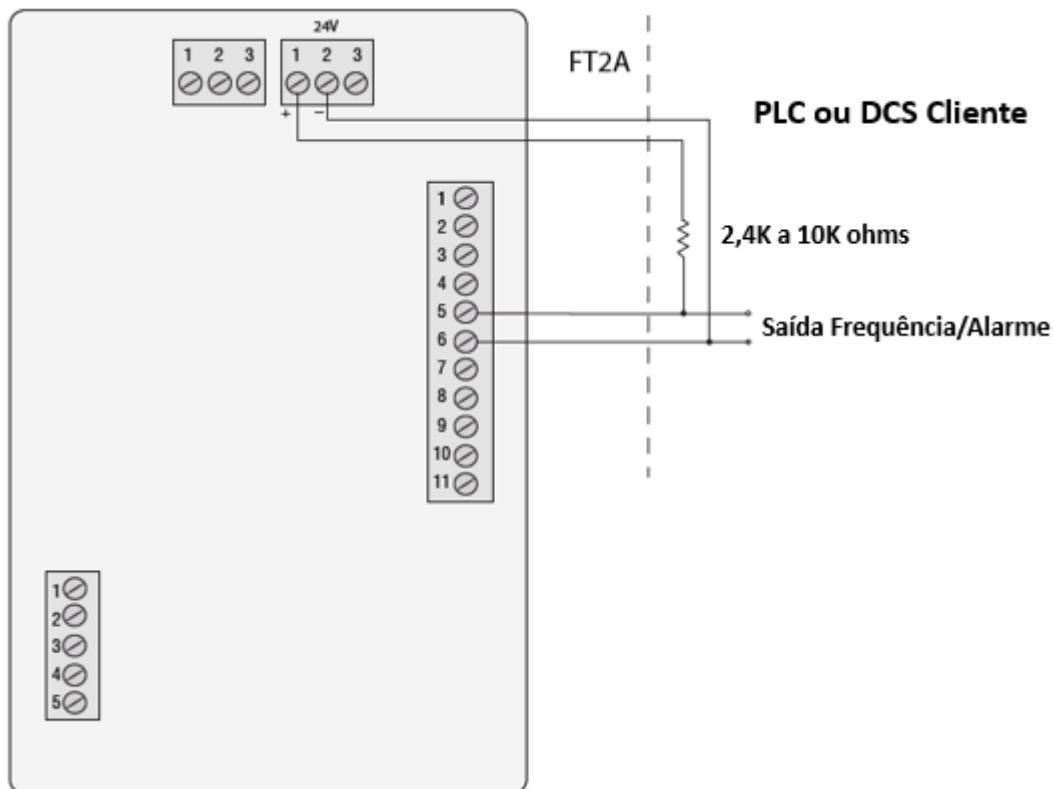 24V
1 2 3
1 2 3
+ –
FT2A
PLC ou DCS Cliente
1
2
3
4
5
6
7
8
9
10
11
2,4K a 10K ohms
Saída Frequência/Alarme
1
2
3
4
5